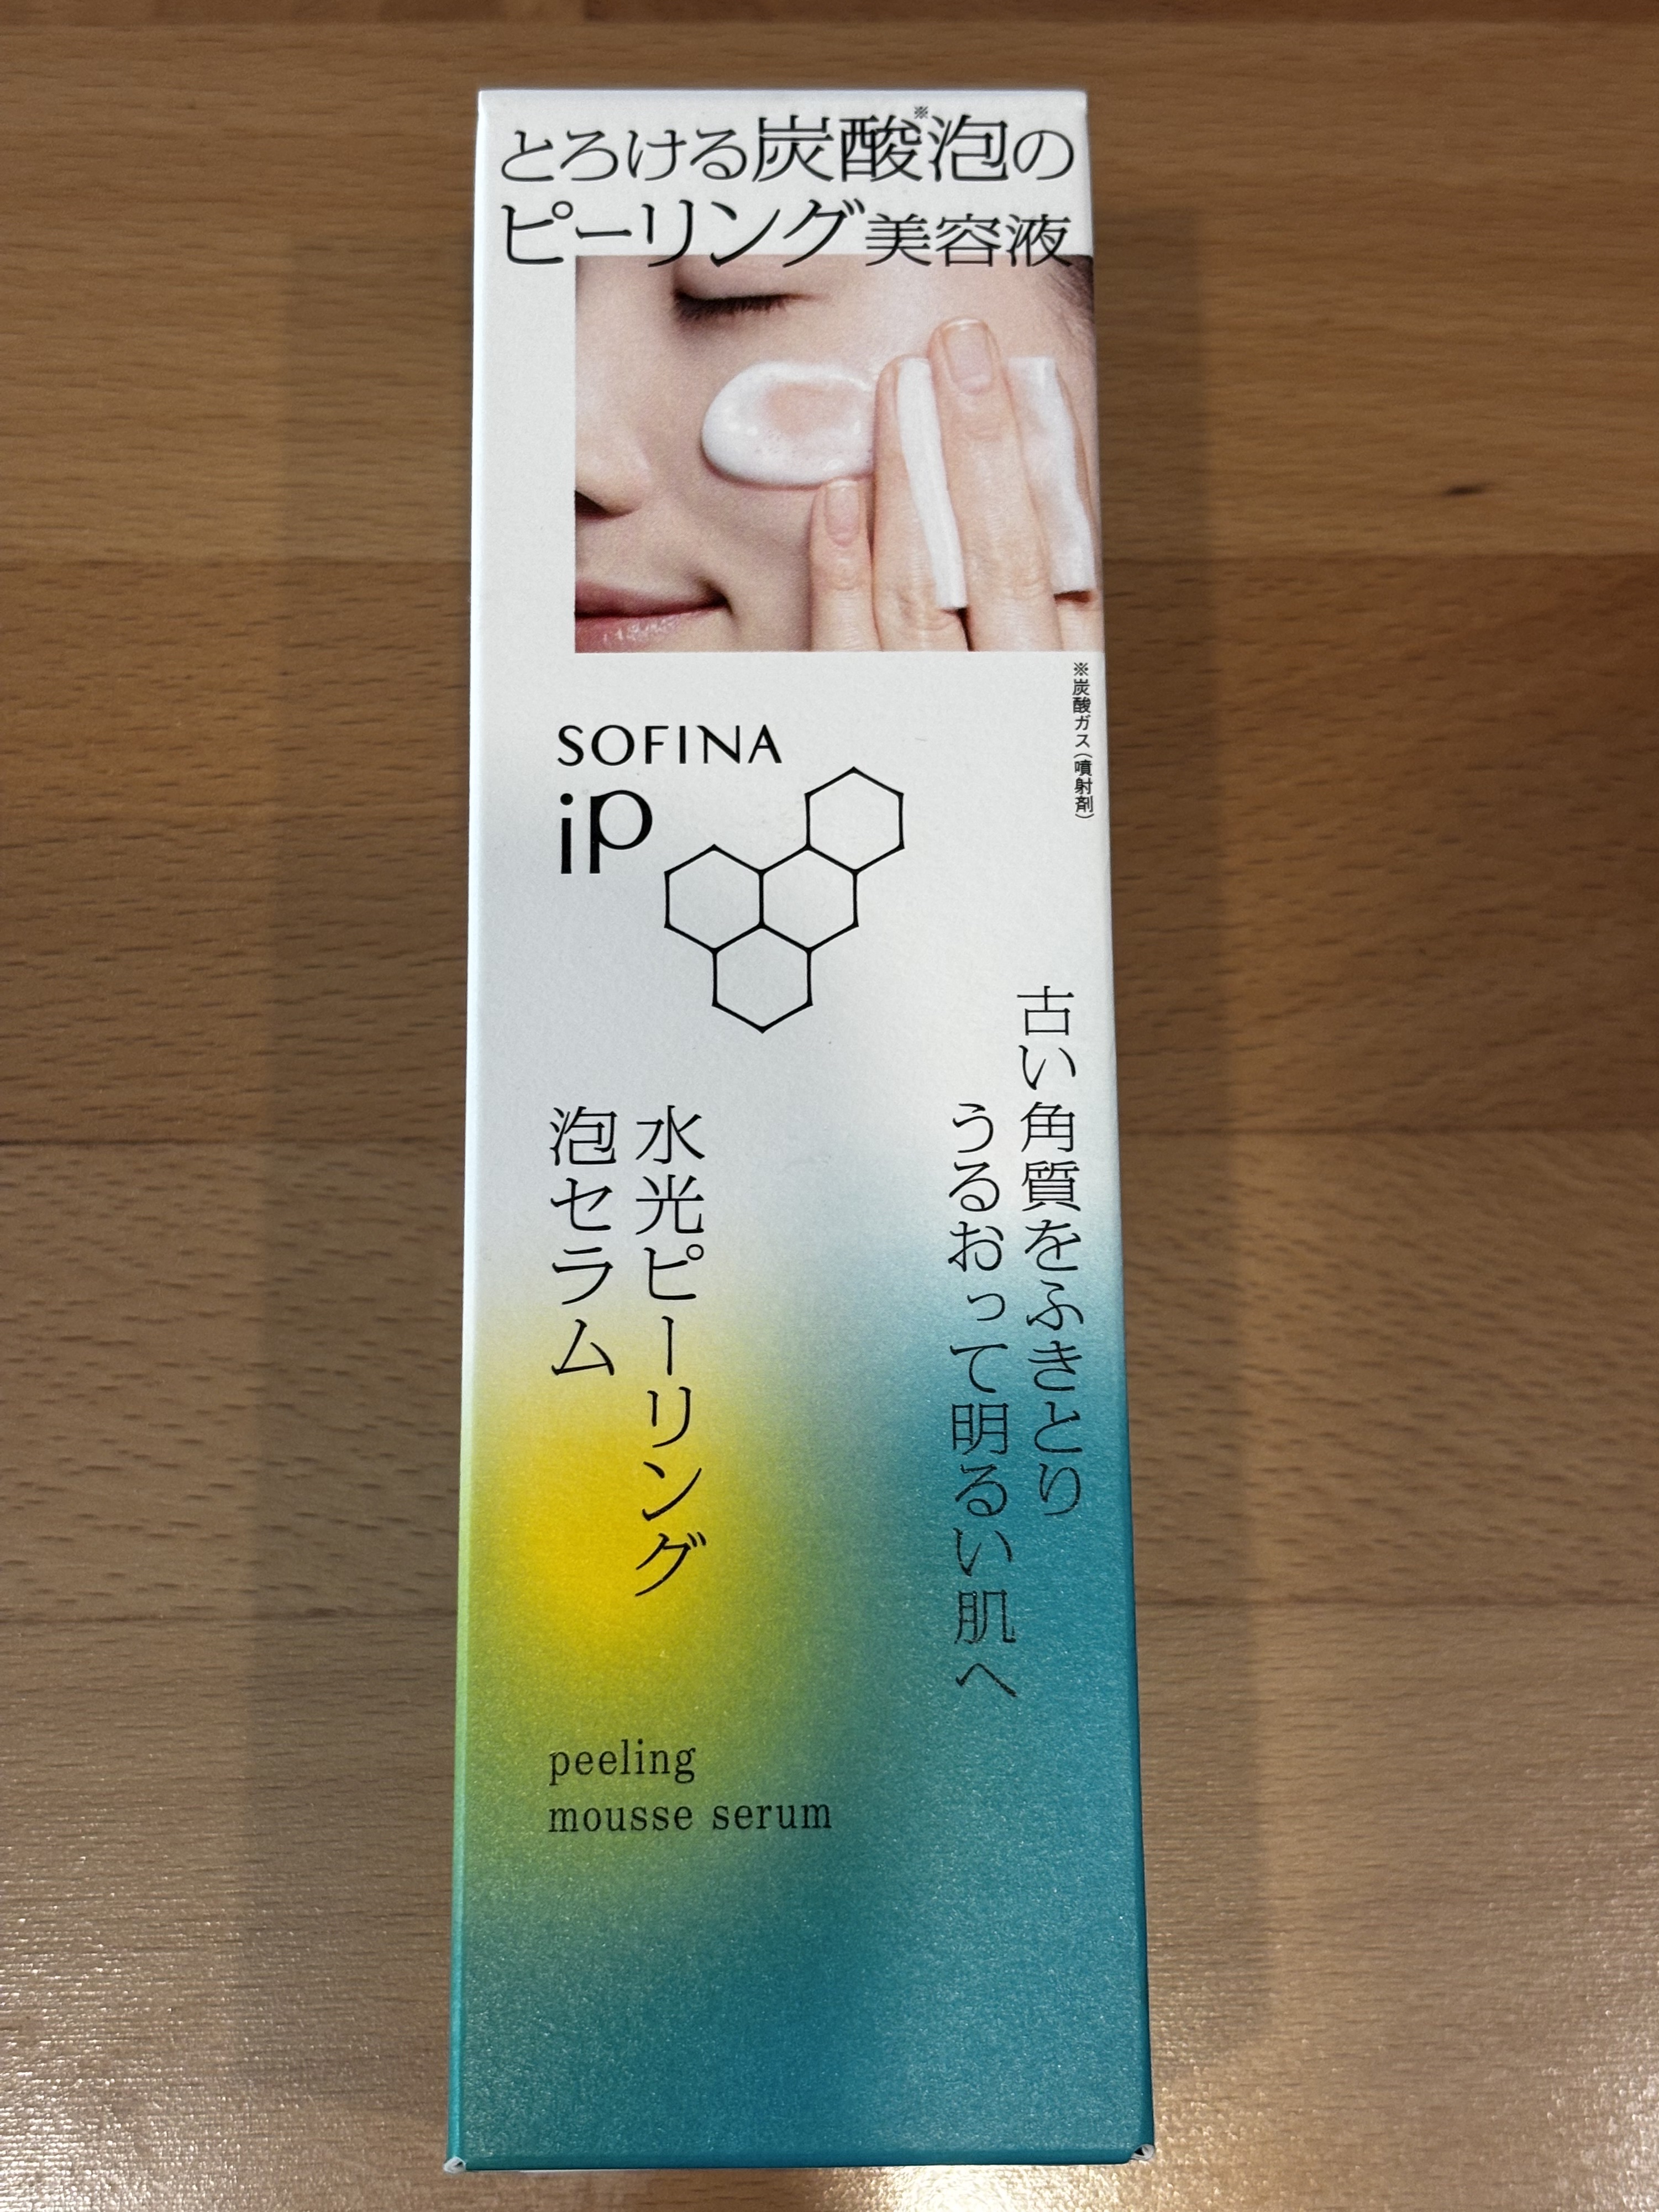 とろける炭酸※泡の
ピーリング美容液
※炭酸ガス(噴射剤)
SOFINA
iP
古い角質をふきとり
うるおって明るい肌へ
水光ピーリング
泡セラム
peeling
mousse serum